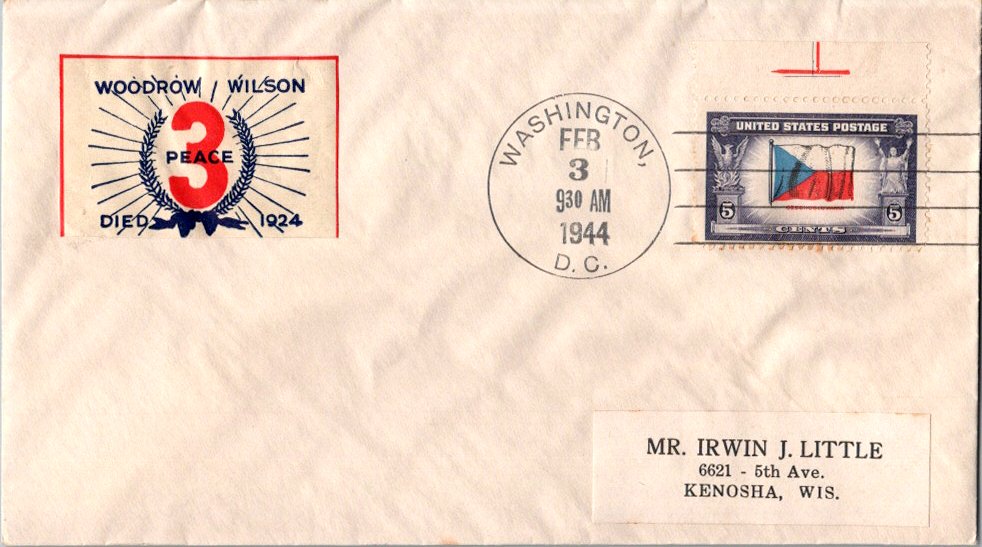 WOODROW WILSON
3
PEACE
DIED 1924
WASHINGTON,
FEB
3
930 AM
1944
D. C.
UNITED STATES POSTAGE
5 5
CENTS
MR. IRWIN J. LITTLE
6621 - 5th Ave.
KENOSHA, WIS.